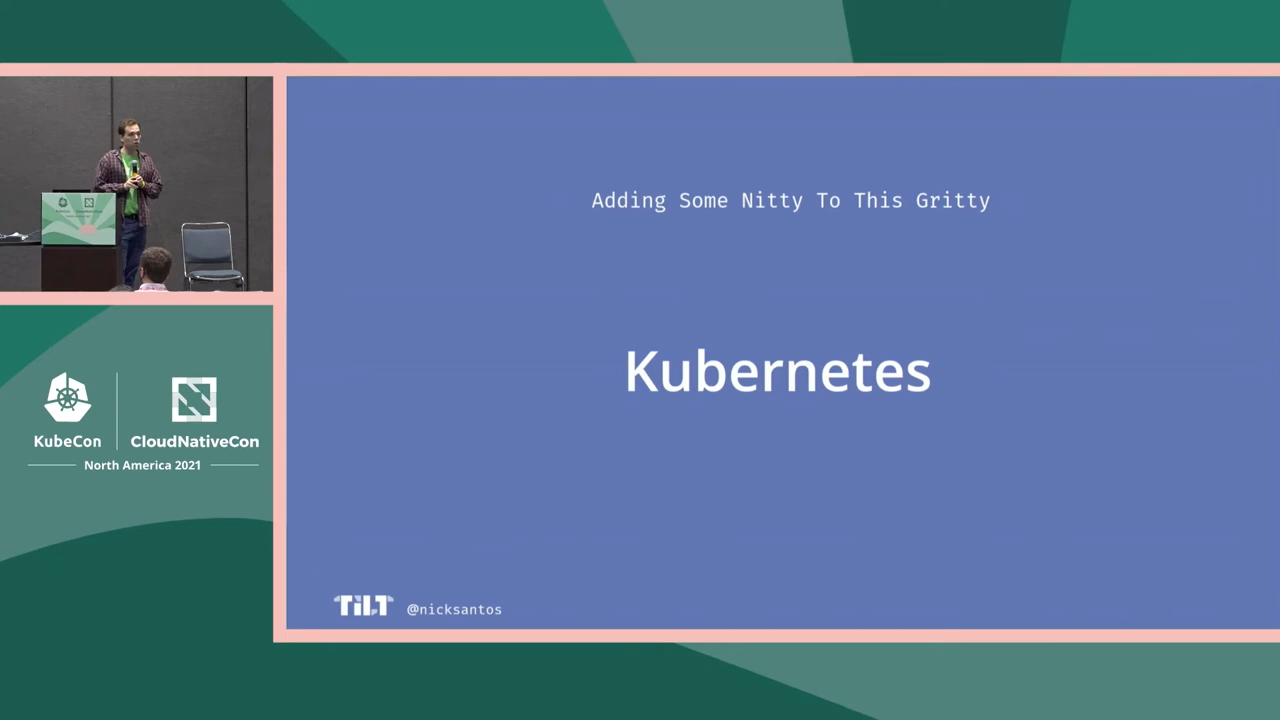 Adding Some Nitty To This Gritty
Kubernetes
TiLT @nicksantos
KubeCon
CloudNativeCon
North America 2021